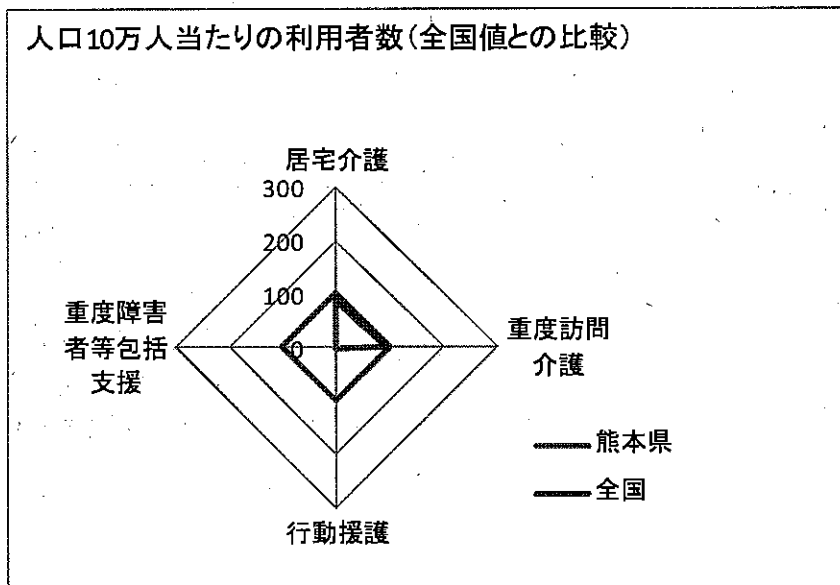 人口10万人当たりの利用者数(全国値との比較)
居宅介護
300
200
100
0
重度障害
者等包括
支援
重度訪問
介護
行動援護
熊本県
全国